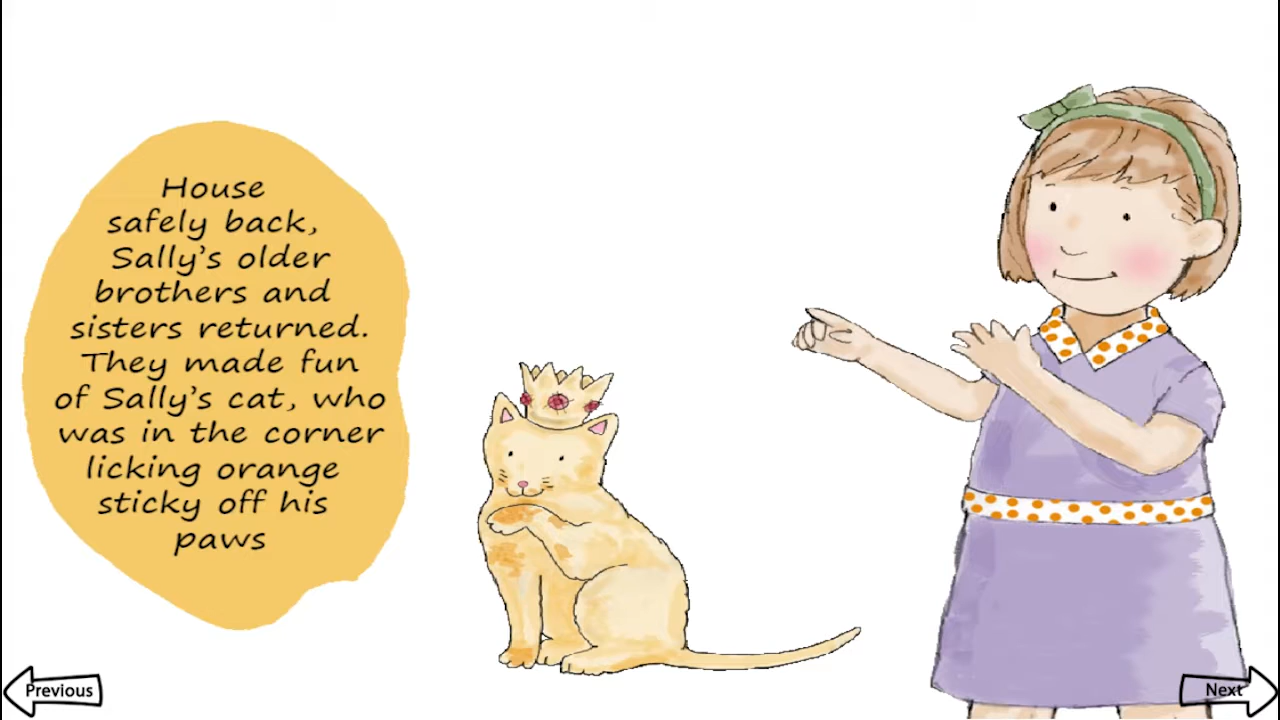 House
safely back,
Sally's older
brothers and
sisters returned.
They made fun
of Sally's cat, who
was in the corner
licking orange
sticky off his
paws
Previous
Next